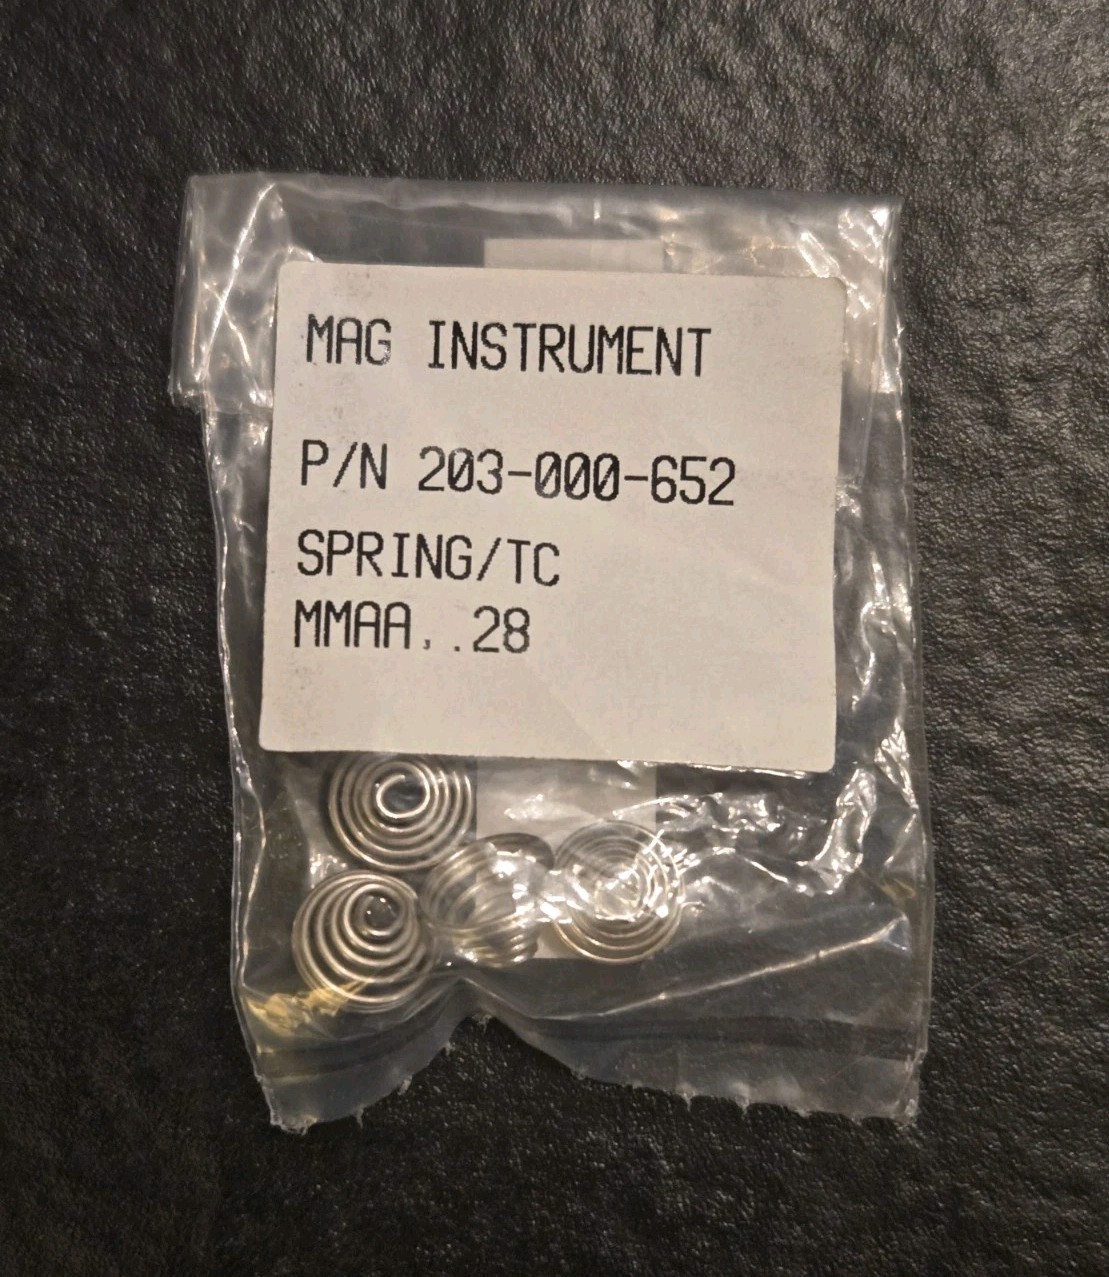 MAG INSTRUMENT
P/N 203-000-652
SPRING/TC
MMAA, .28